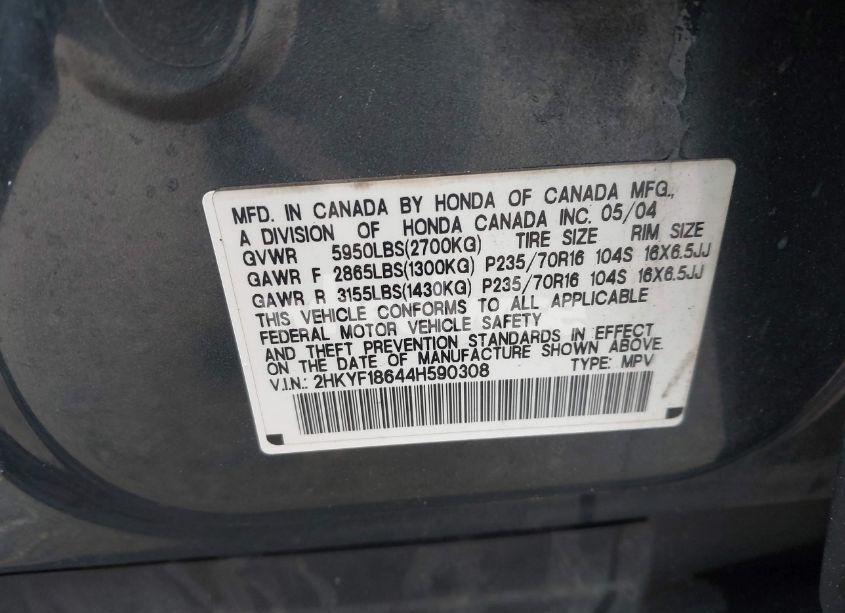 MFD. IN CANADA BY HONDA OF CANADA MFG.,
A DIVISION OF HONDA CANADA INC. 05/04
GVWR 5950LBS(2700KG) TIRE SIZE RIM SIZE
GAWR F 2865LBS(1300KG) P235/70R16 104S 16X6.5JJ
GAWR R 3155LBS(1430KG) P235/70R16 104S 16X6.5JJ
THIS VEHICLE CONFORMS TO ALL APPLICABLE
FEDERAL MOTOR VEHICLE SAFETY
AND THEFT PREVENTION STANDARDS IN EFFECT
ON THE DATE OF MANUFACTURE SHOWN ABOVE.
V.I.N.: 2HKYF18644H590308 TYPE: MPV